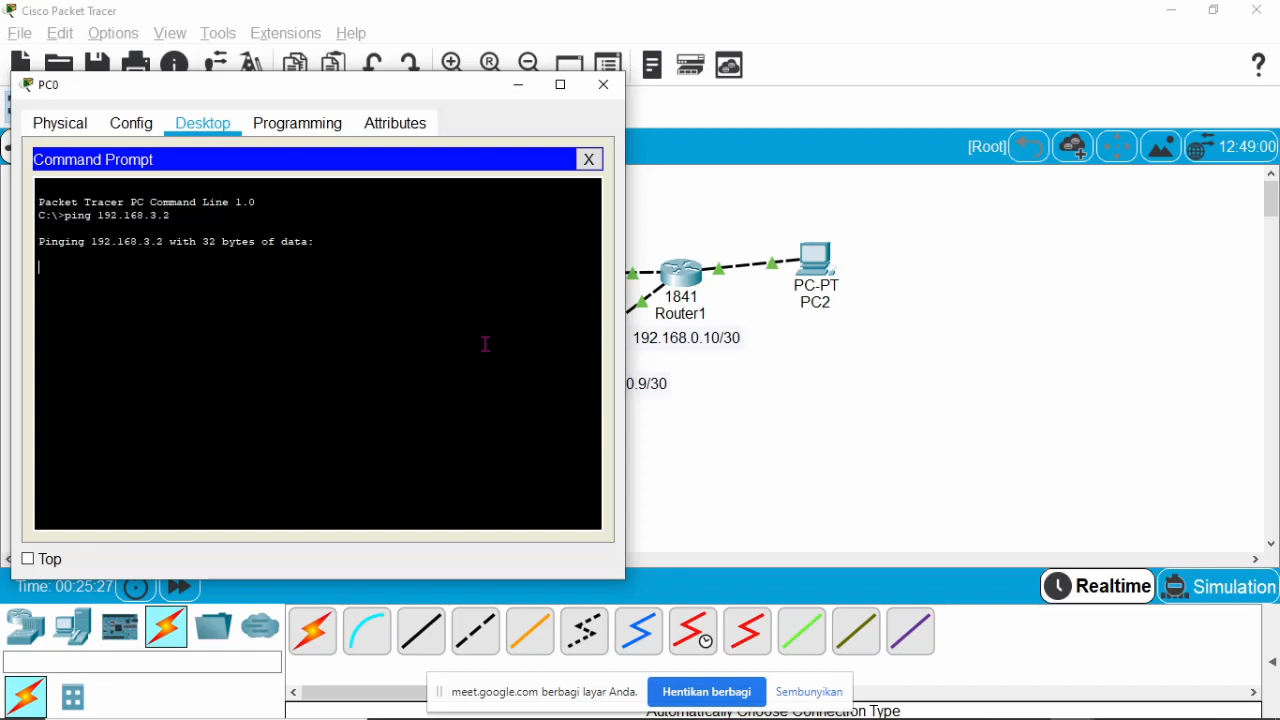 Cisco Packet Tracer
File Edit Options View Tools Extensions Help
PC0
Physical Config Desktop Programming Attributes
Command Prompt X
Packet Tracer PC Command Line 1.0
C:\>ping 192.168.3.2
Pinging 192.168.3.2 with 32 bytes of data:
Top
[Root] 12:49:00
1841
Router1
PC-PT
PC2
192.168.0.10/30
0.9/30
Time: 00:25:27
Realtime Simulation
meet.google.com berbagi layar Anda. Hentikan berbagi Sembunyikan
Automatically Choose Connection Type